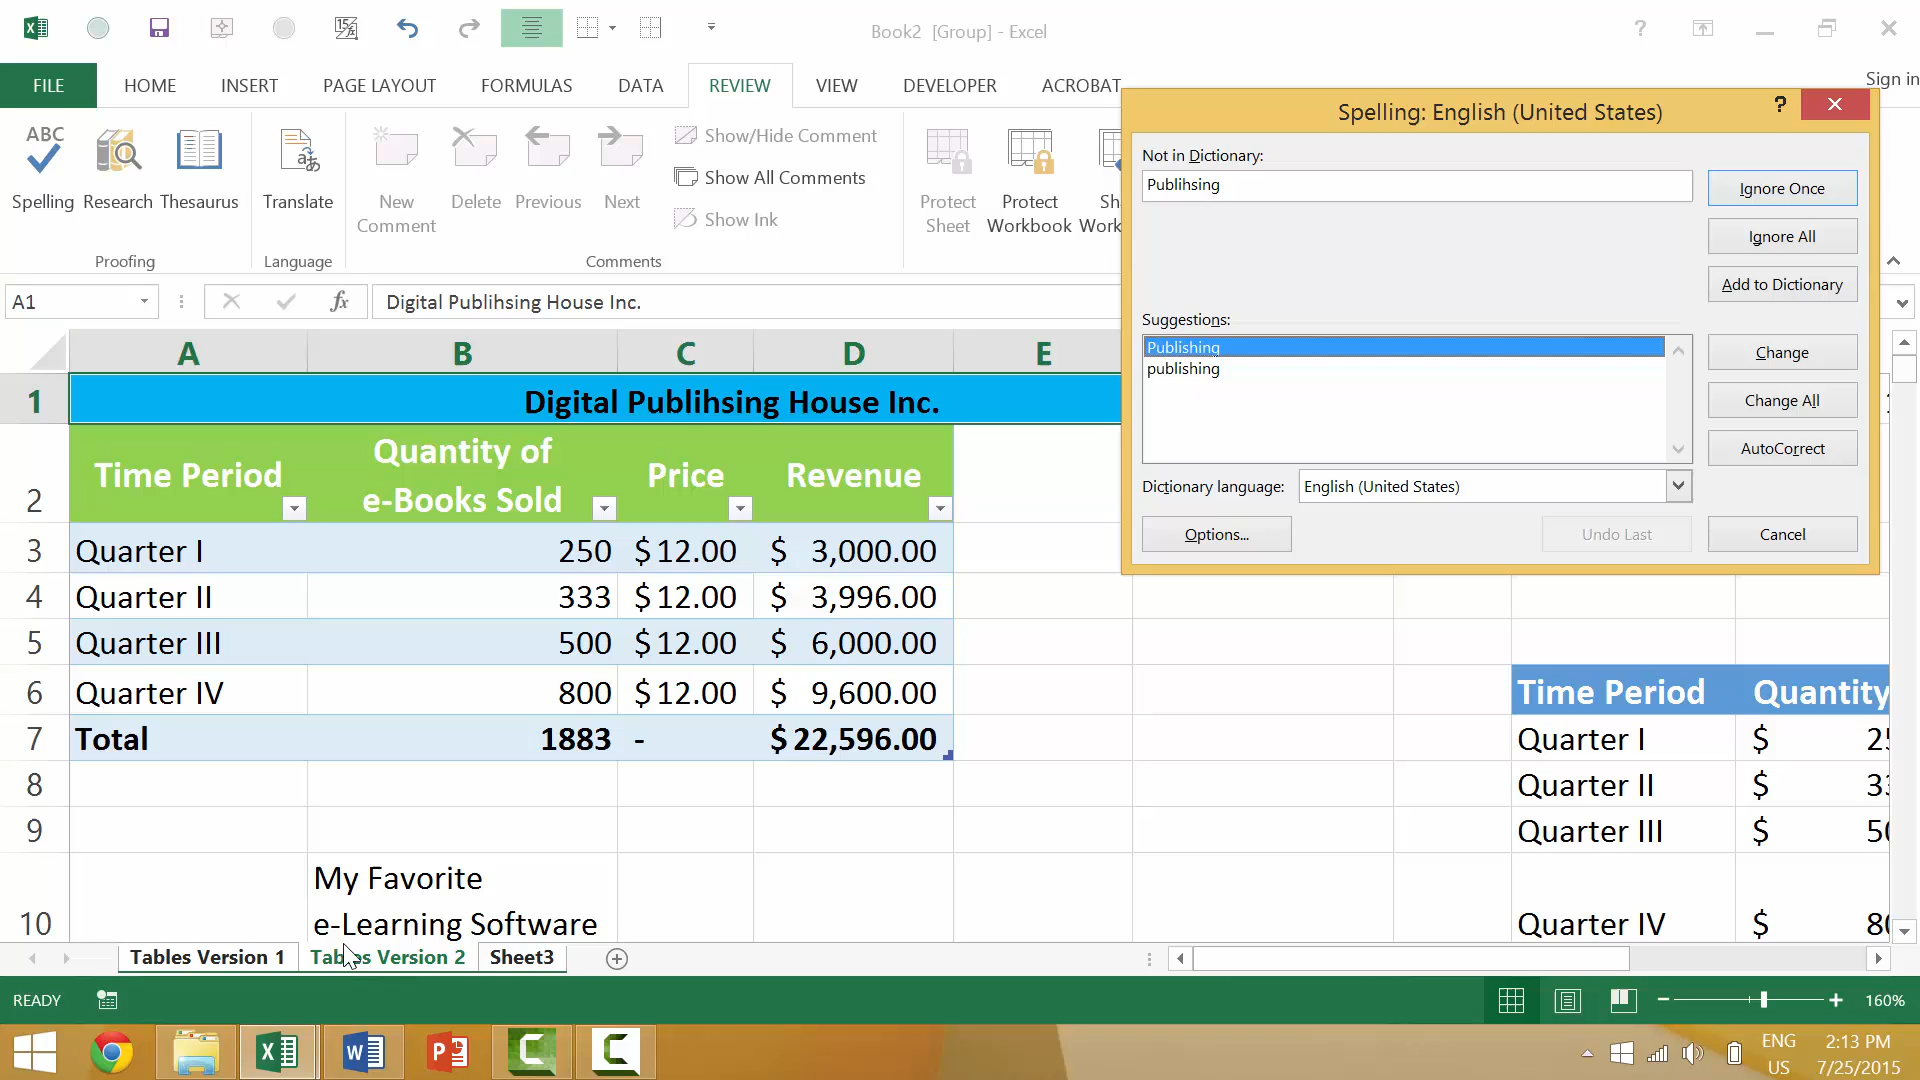 Book2 [Group] - Excel
Sign in
FILE HOME INSERT PAGE LAYOUT FORMULAS DATA REVIEW VIEW DEVELOPER ACROBAT
ABC
Spelling Research Thesaurus
Proofing
Translate
Language
New
Comment
Delete Previous Next
Show/Hide Comment
Show All Comments
Show Ink
Comments
Protect
Sheet
Protect
Workbook
Spelling: English (United States)
?
Not in Dictionary:
Publihsing
Ignore Once
Ignore All
Add to Dictionary
Suggestions:
Publishing
publishing
Change
Change All
AutoCorrect
Dictionary language: English (United States)
Options... Undo Last Cancel
A1 fx Digital Publihsing House Inc.
A B C D E
1 Digital Publihsing House Inc.
2 Time Period Quantity of
e-Books Sold Price Revenue
3 Quarter I 250 $ 12.00 $ 3,000.00
4 Quarter II 333 $ 12.00 $ 3,996.00
5 Quarter III 500 $ 12.00 $ 6,000.00
6 Quarter IV 800 $ 12.00 $ 9,600.00
7 Total 1883 - $ 22,596.00
8
9
10 My Favorite
e-Learning Software
Time Period Quantity
Quarter I $
Quarter II $
Quarter III $
Quarter IV $
Tables Version 1 Tables Version 2 Sheet3
READY
160%
ENG
US
2:13 PM
7/25/2015